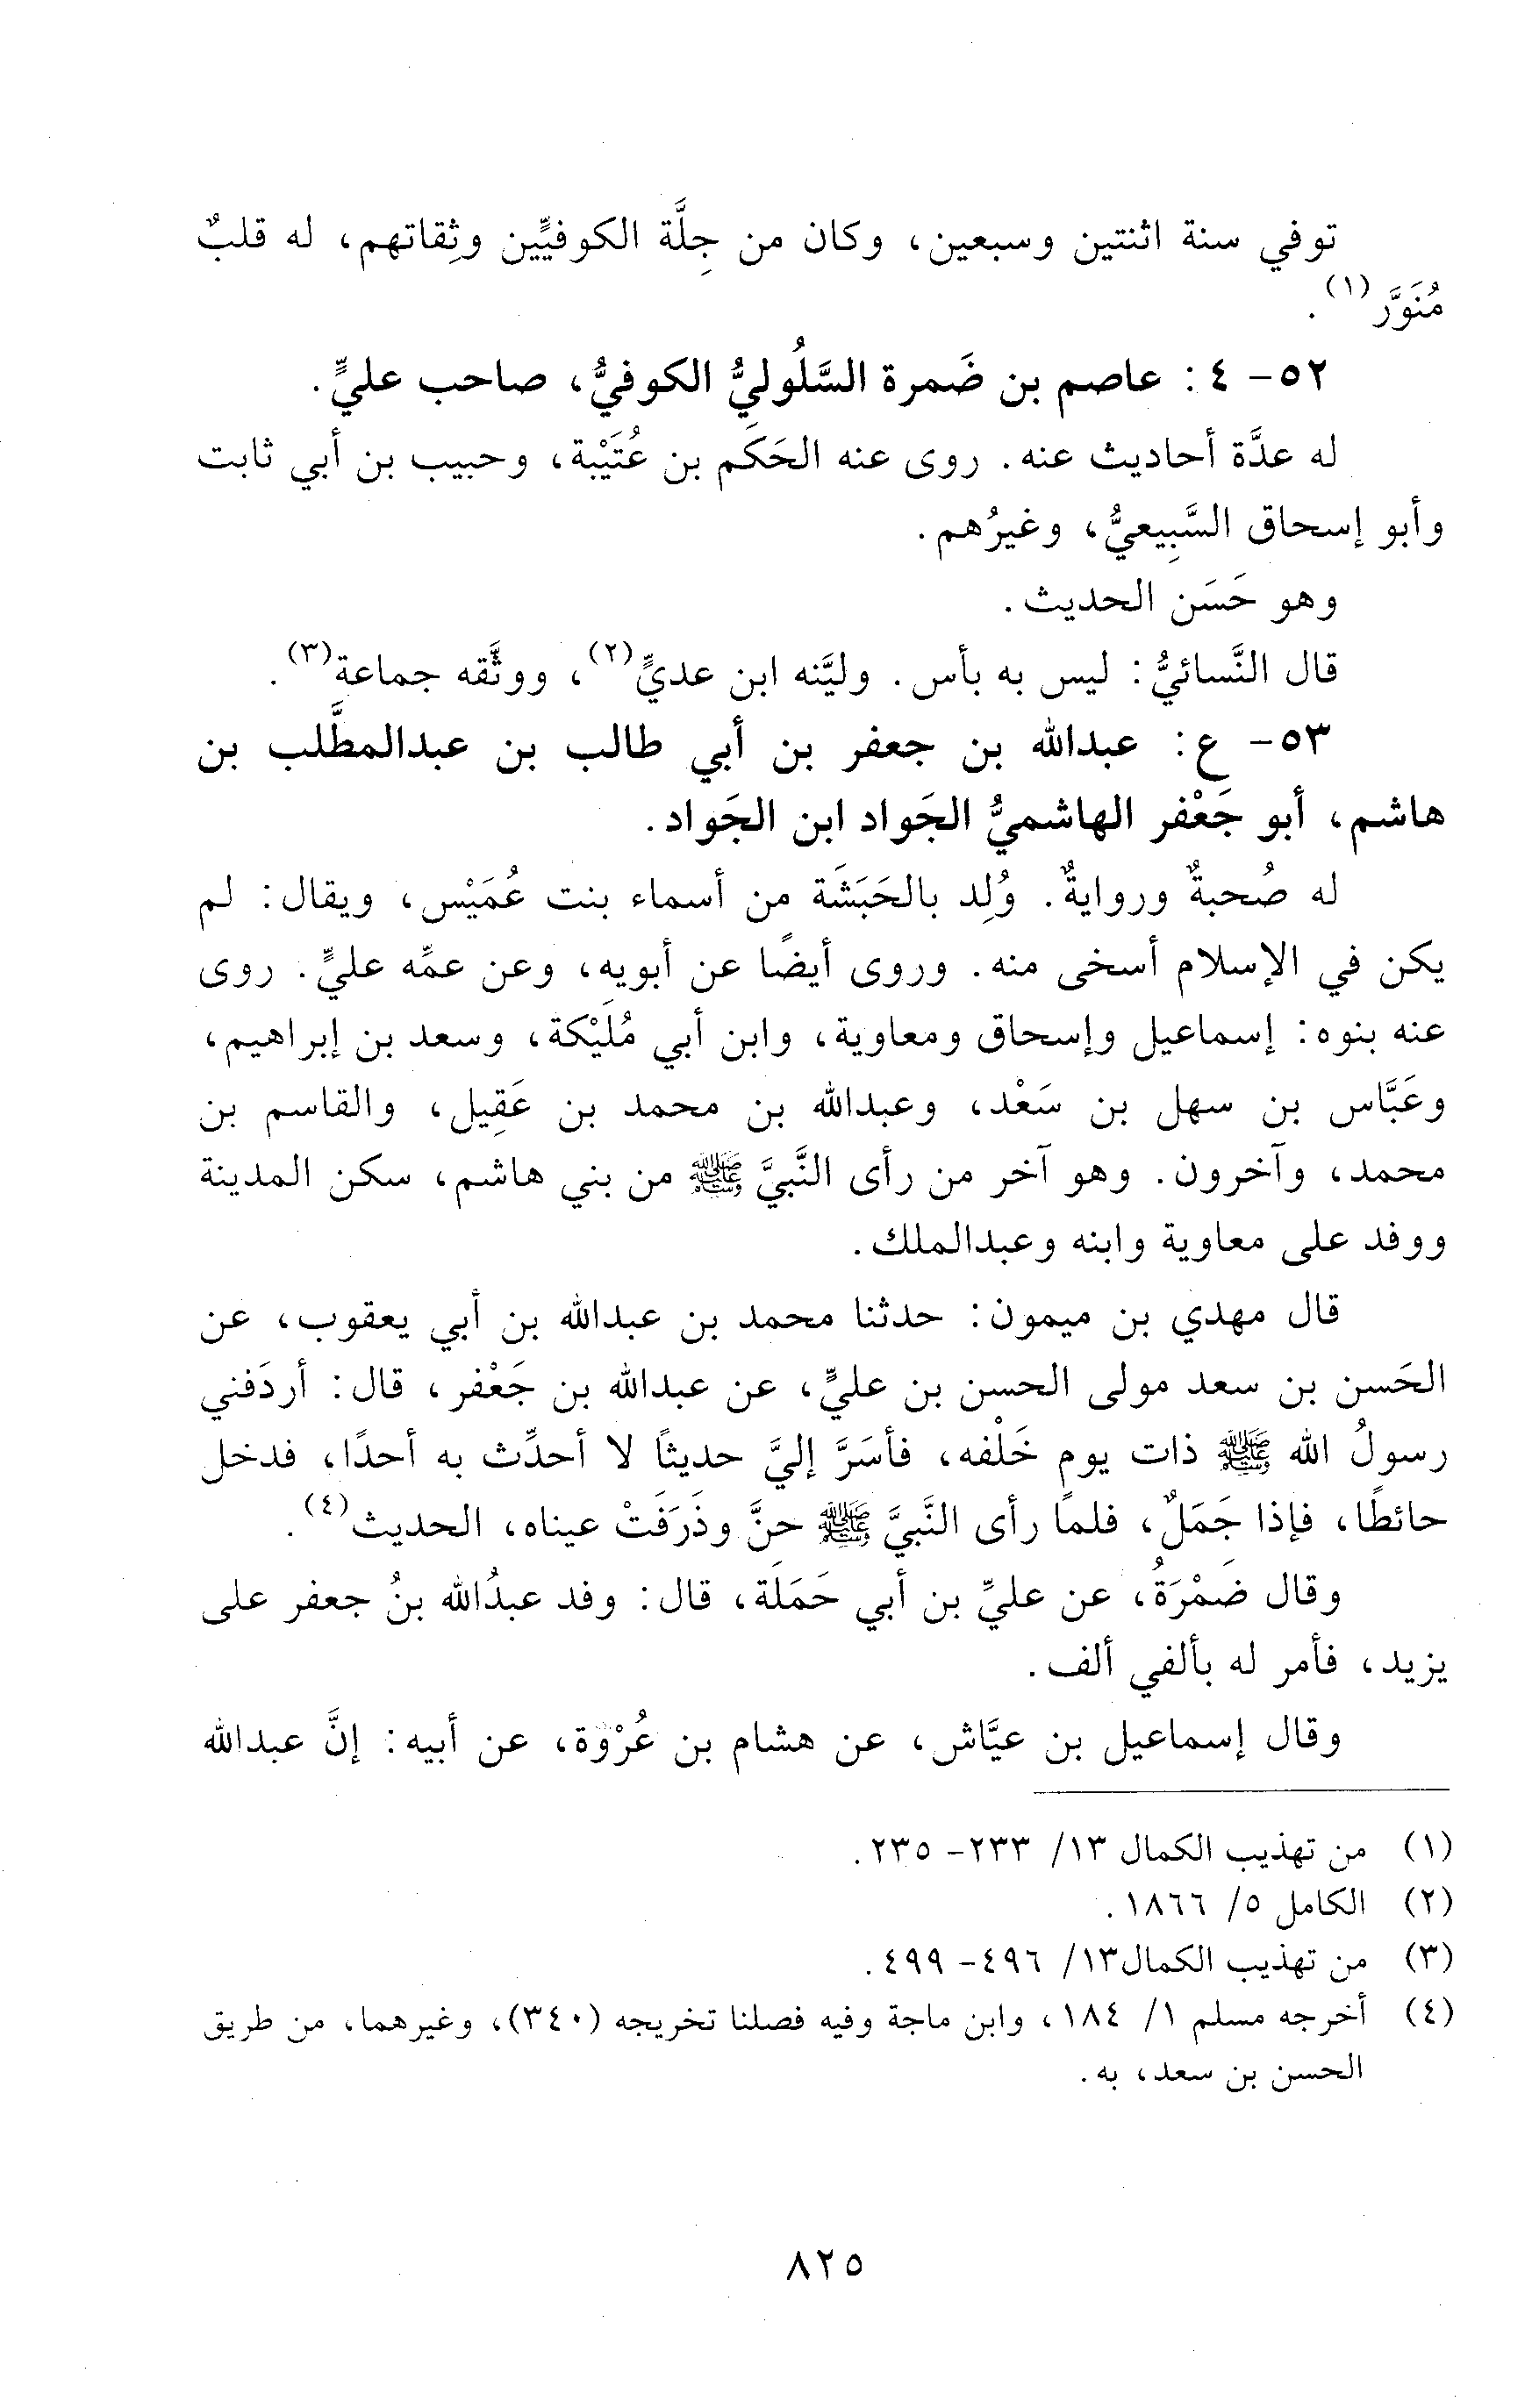 توفي سنة اثنتين وسبعين، وكان من جِلَّة الكوفيِّين وثِقاتهم، له قلبٌ
مُنَوَّر(١).
٥٢- ٤: عاصم بن ضَمرة السَّلُوليُّ الكوفيُّ، صاحب عليٍّ.
له عدَّة أحاديث عنه. روى عنه الحَكَم بن عُتَيْبة، وحبيب بن أبي ثابت
وأبو إسحاق السَّبِيعيُّ، وغيرُهم.
وهو حَسَن الحديث.
قال النَّسائيُّ: ليس به بأس. وليَّنه ابن عديٍّ(٢)، ووثَّقه جماعة(٣).
٥٣- ع: عبدالله بن جعفر بن أبي طالب بن عبدالمطَّلب بن
هاشم، أبو جَعْفر الهاشميُّ الجَواد ابن الجَواد.
له صُحبةٌ وروايةٌ. وُلِد بالحَبَشَة من أسماء بنت عُمَيْس، ويقال: لم
يكن في الإسلام أسخى منه. وروى أيضًا عن أبويه، وعن عمِّه عليٍّ. روى
عنه بنوه: إسماعيل وإسحاق ومعاوية، وابن أبي مُلَيْكة، وسعد بن إبراهيم،
وعَبَّاس بن سهل بن سَعْد، وعبدالله بن محمد بن عَقِيل، والقاسم بن
محمد، وآخرون. وهو آخر من رأى النَّبيَّ ﷺ من بني هاشم، سكن المدينة
ووفد على معاوية وابنه وعبدالملك.
قال مهدي بن ميمون: حدثنا محمد بن عبدالله بن أبي يعقوب، عن
الحَسن بن سعد مولى الحسن بن عليٍّ، عن عبدالله بن جَعْفر، قال: أردَفني
رسولُ الله ﷺ ذات يوم خَلْفه، فأسَرَّ إليَّ حديثًا لا أحدِّث به أحدًا، فدخل
حائطًا، فإذا جَمَلٌ، فلما رأى النَّبيَّ ﷺ حنَّ وذَرَفَتْ عيناه، الحديث(٤).
وقال ضَمْرَةُ، عن عليِّ بن أبي حَمَلَة، قال: وفد عبدُالله بنُ جعفر على
يزيد، فأمر له بألفي ألف.
وقال إسماعيل بن عيَّاش، عن هشام بن عُرْوة، عن أبيه: إنَّ عبدالله
(١) من تهذيب الكمال ١٣/ ٢٣٣- ٢٣٥.
(٢) الكامل ٥/ ١٨٦٦.
(٣) من تهذيب الكمال١٣/ ٤٩٦- ٤٩٩.
(٤) أخرجه مسلم ١/ ١٨٤، وابن ماجة وفيه فصلنا تخريجه (٣٤٠)، وغيرهما، من طريق
الحسن بن سعد، به.
٨٢٥